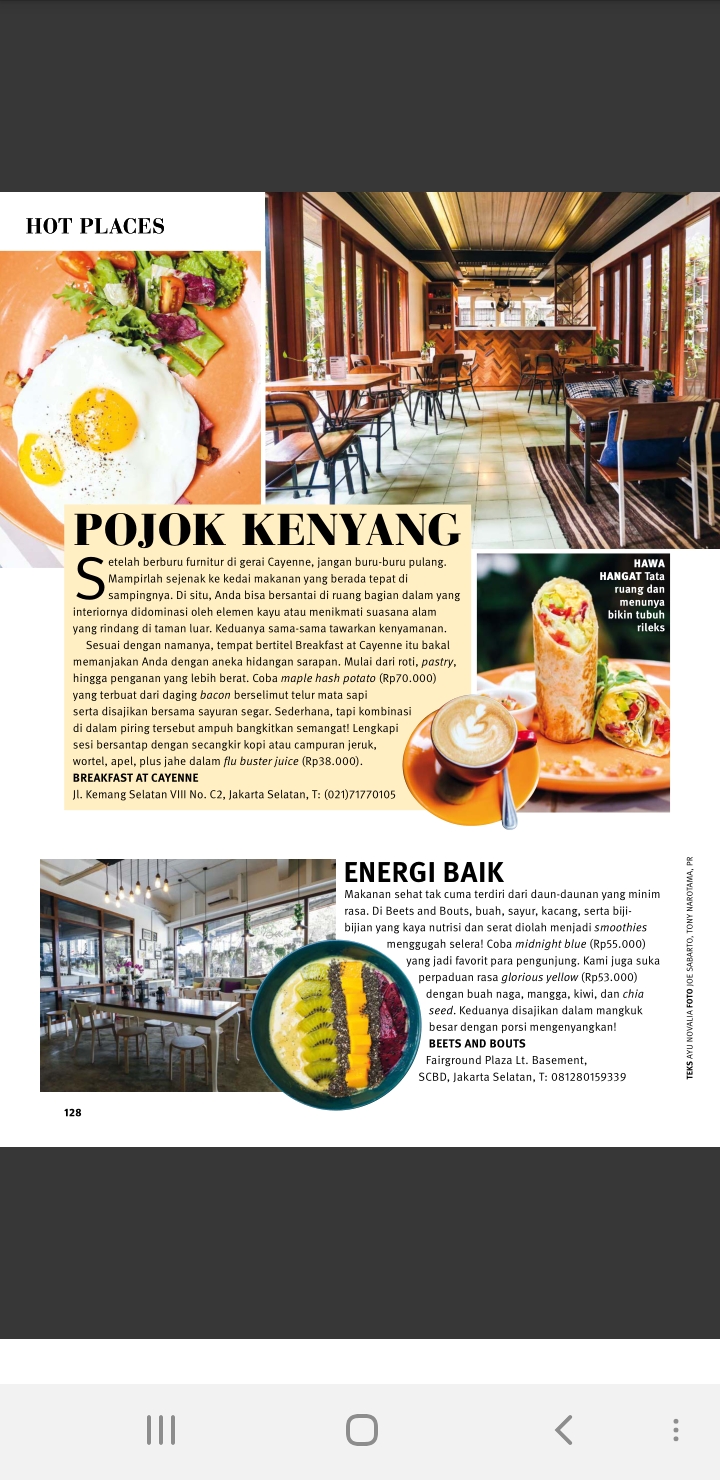 HOT PLACES
POJOK KENYANG
Setelah berburu furnitur di gerai Cayenne, jangan buru-buru pulang.
Mampirlah sejenak ke kedai makanan yang berada tepat di
sampingnya. Di situ, Anda bisa bersantai di ruang bagian dalam yang
interiornya didominasi oleh elemen kayu atau menikmati suasana alam
yang rindang di taman luar. Keduanya sama-sama tawarkan kenyamanan.
Sesuai dengan namanya, tempat bertitel Breakfast at Cayenne itu bakal
memanjakan Anda dengan aneka hidangan sarapan. Mulai dari roti, pastry,
hingga penganan yang lebih berat. Coba maple hash potato (Rp70.000)
yang terbuat dari daging bacon berselimut telur mata sapi
serta disajikan bersama sayuran segar. Sederhana, tapi kombinasi
di dalam piring tersebut ampuh bangkitkan semangat! Lengkapi
sesi bersantap dengan secangkir kopi atau campuran jeruk,
wortel, apel, plus jahe dalam flu buster juice (Rp38.000).
BREAKFAST AT CAYENNE
Jl. Kemang Selatan VIII No. C2, Jakarta Selatan, T: (021)71770105
HAWA
HANGAT Tata
ruang dan
menunya
bikin tubuh
rileks
ENERGI BAIK
Makanan sehat tak cuma terdiri dari daun-daunan yang minim
rasa. Di Beets and Bouts, buah, sayur, kacang, serta biji-
bijian yang kaya nutrisi dan serat diolah menjadi smoothies
menggugah selera! Coba midnight blue (Rp55.000)
yang jadi favorit para pengunjung. Kami juga suka
perpaduan rasa glorious yellow (Rp53.000)
dengan buah naga, mangga, kiwi, dan chia
seed. Keduanya disajikan dalam mangkuk
besar dengan porsi mengenyangkan!
BEETS AND BOUTS
Fairground Plaza Lt. Basement,
SCBD, Jakarta Selatan, T: 081280159339
TEKS AYU NOVALIA FOTO JOE SABARTO, TONY NAROTAMA, PR
128